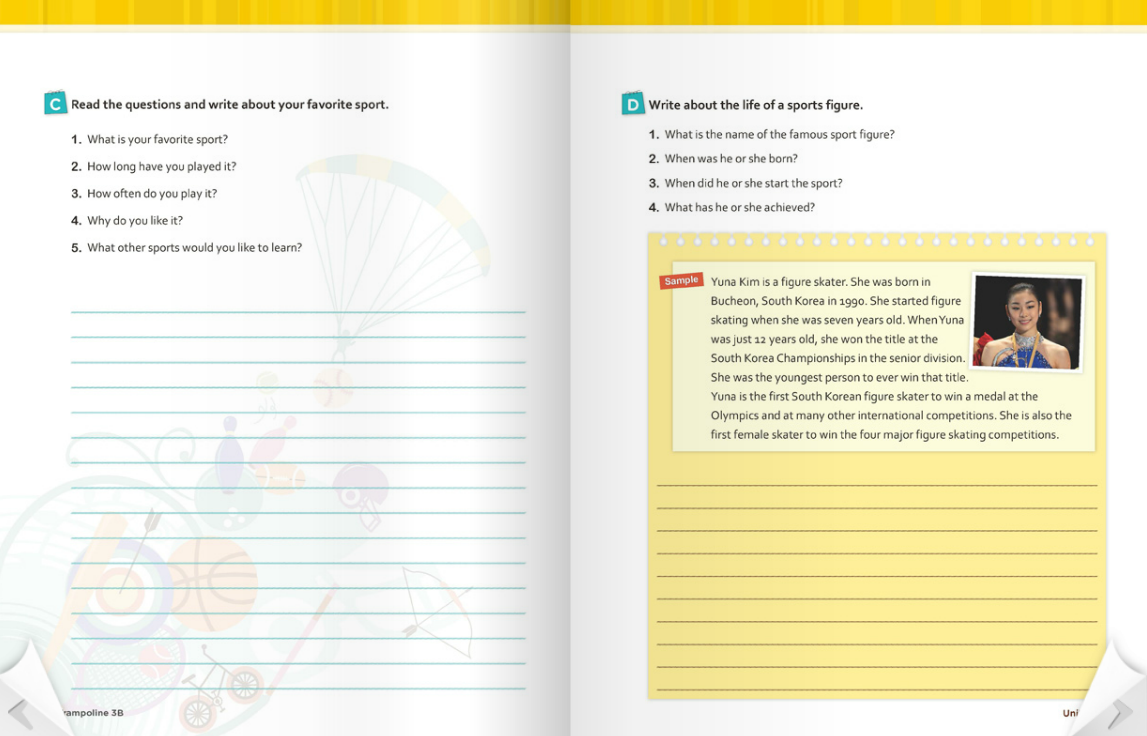 C Read the questions and write about your favorite sport.
1. What is your favorite sport?
2. How long have you played it?
3. How often do you play it?
4. Why do you like it?
5. What other sports would you like to learn?
rampoline 3B
D Write about the life of a sports figure.
1. What is the name of the famous sport figure?
2. When was he or she born?
3. When did he or she start the sport?
4. What has he or she achieved?
Sample
Yuna Kim is a figure skater. She was born in
Bucheon, South Korea in 1990. She started figure
skating when she was seven years old. When Yuna
was just 12 years old, she won the title at the
South Korea Championships in the senior division.
She was the youngest person to ever win that title.
Yuna is the first South Korean figure skater to win a medal at the
Olympics and at many other international competitions. She is also the
first female skater to win the four major figure skating competitions.
Uni